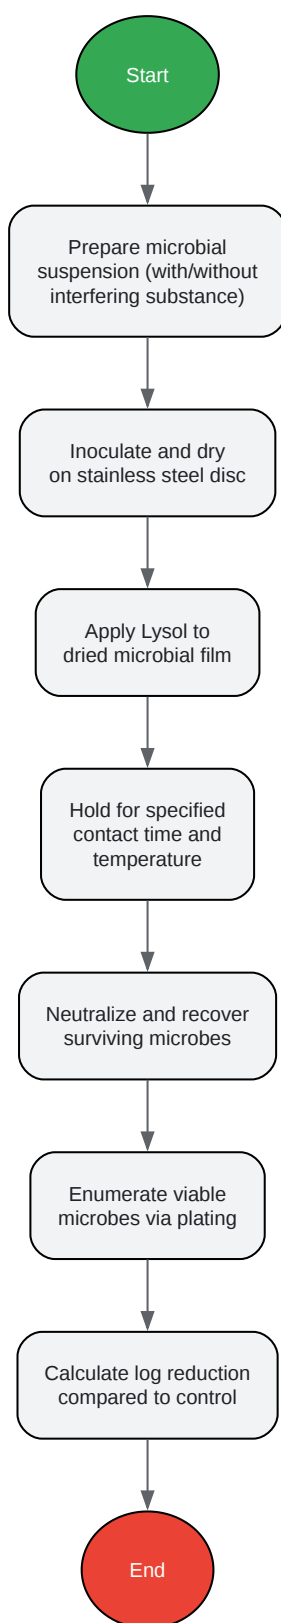 Start
Prepare microbial
suspension (with/without
interfering substance)
Inoculate and dry
on stainless steel disc
Apply Lysol to
dried microbial film
Hold for specified
contact time and
temperature
Neutralize and recover
surviving microbes
Enumerate viable
microbes via plating
Calculate log reduction
compared to control
End